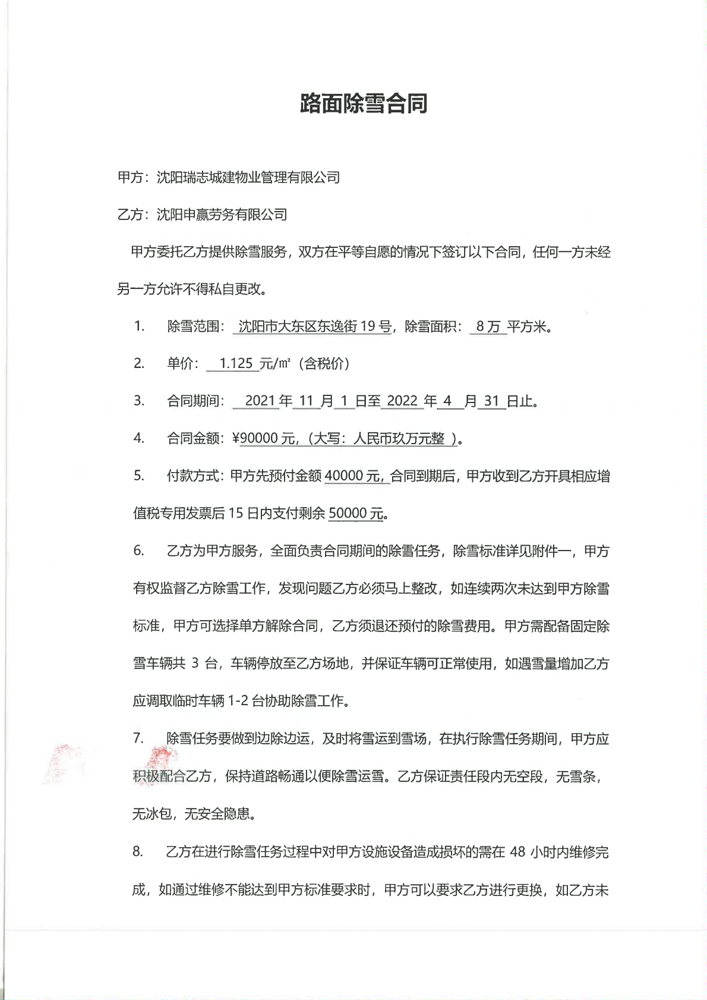 路面除雪合同
甲方：沈阳瑞志城建物业管理有限公司
乙方：沈阳申赢劳务有限公司
甲方委托乙方提供除雪服务，双方在平等自愿的情况下签订以下合同，任何一方未经
另一方允许不得私自更改。
1. 除雪范围： 沈阳市大东区东逸街 19 号，除雪面积： 8 万 平方米。
2. 单价： 1.125 元/㎡（含税价）
3. 合同期间： 2021 年 11 月 1 日至 2022 年 4 月 31 日止。
4. 合同金额：¥90000 元，（大写：人民币玖万元整 ）。
5. 付款方式：甲方先预付金额 40000 元，合同到期后，甲方收到乙方开具相应增
值税专用发票后 15 日内支付剩余 50000 元。
6. 乙方为甲方服务，全面负责合同期间的除雪任务，除雪标准详见附件一，甲方
有权监督乙方除雪工作，发现问题乙方必须马上整改，如连续两次未达到甲方除雪
标准，甲方可选择单方解除合同，乙方须退还预付的除雪费用。甲方需配备固定除
雪车辆共 3 台，车辆停放至乙方场地，并保证车辆可正常使用，如遇雪量增加乙方
应调取临时车辆 1-2 台协助除雪工作。
7. 除雪任务要做到边除边运，及时将雪运到雪场，在执行除雪任务期间，甲方应
积极配合乙方，保持道路畅通以便除雪运雪。乙方保证责任段内无空段，无雪条，
无冰包，无安全隐患。
8. 乙方在进行除雪任务过程中对甲方设施设备造成损坏的需在 48 小时内维修完
成，如通过维修不能达到甲方标准要求时，甲方可以要求乙方进行更换，如乙方未